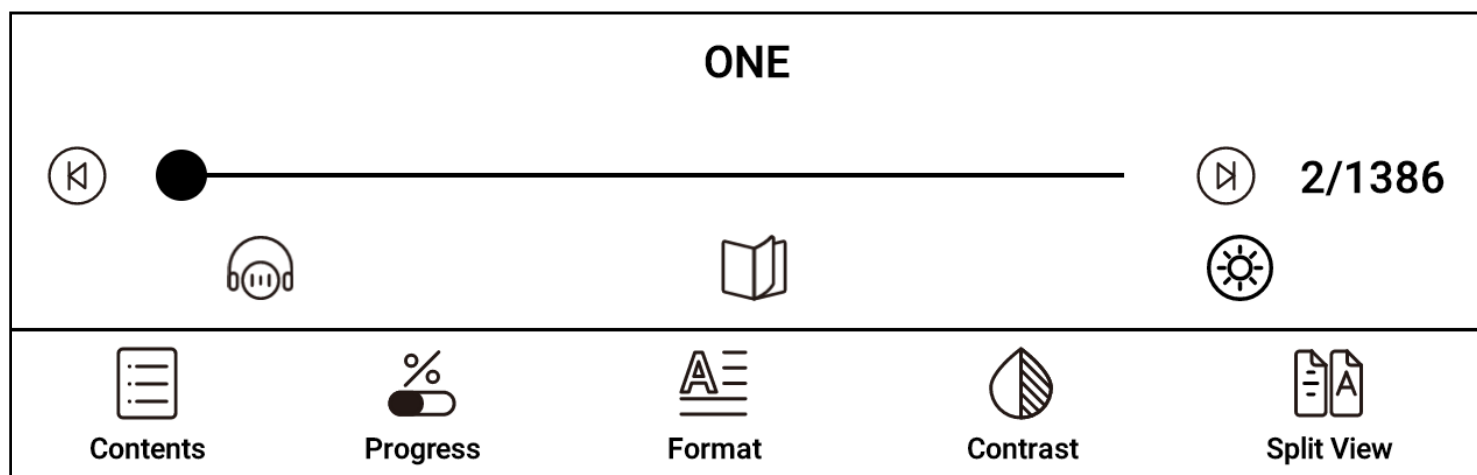 ONE
2/1386
Contents
Progress
Format
Contrast
Split View